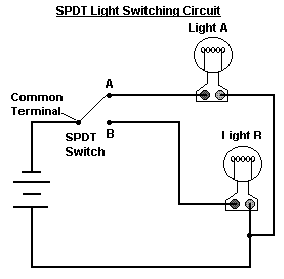 SPDT Light Switching Circuit
Light A
A
Common
Terminal
B
SPDT
Switch
Light R